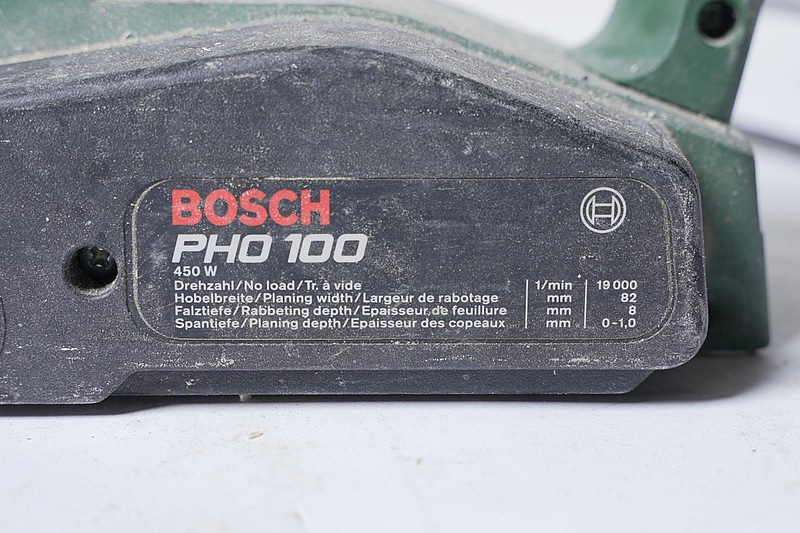 BOSCH
PHO 100
450 W
Drehzahl/No load/Tr. à vide 1/min 19 000
Hobelbreite/Planing width/Largeur de rabotage mm 82
Falztiefe/Rabbeting depth/Epaisseur de feuillure mm 8
Spantiefe/Planing depth/Epaisseur des copeaux mm 0-1,0